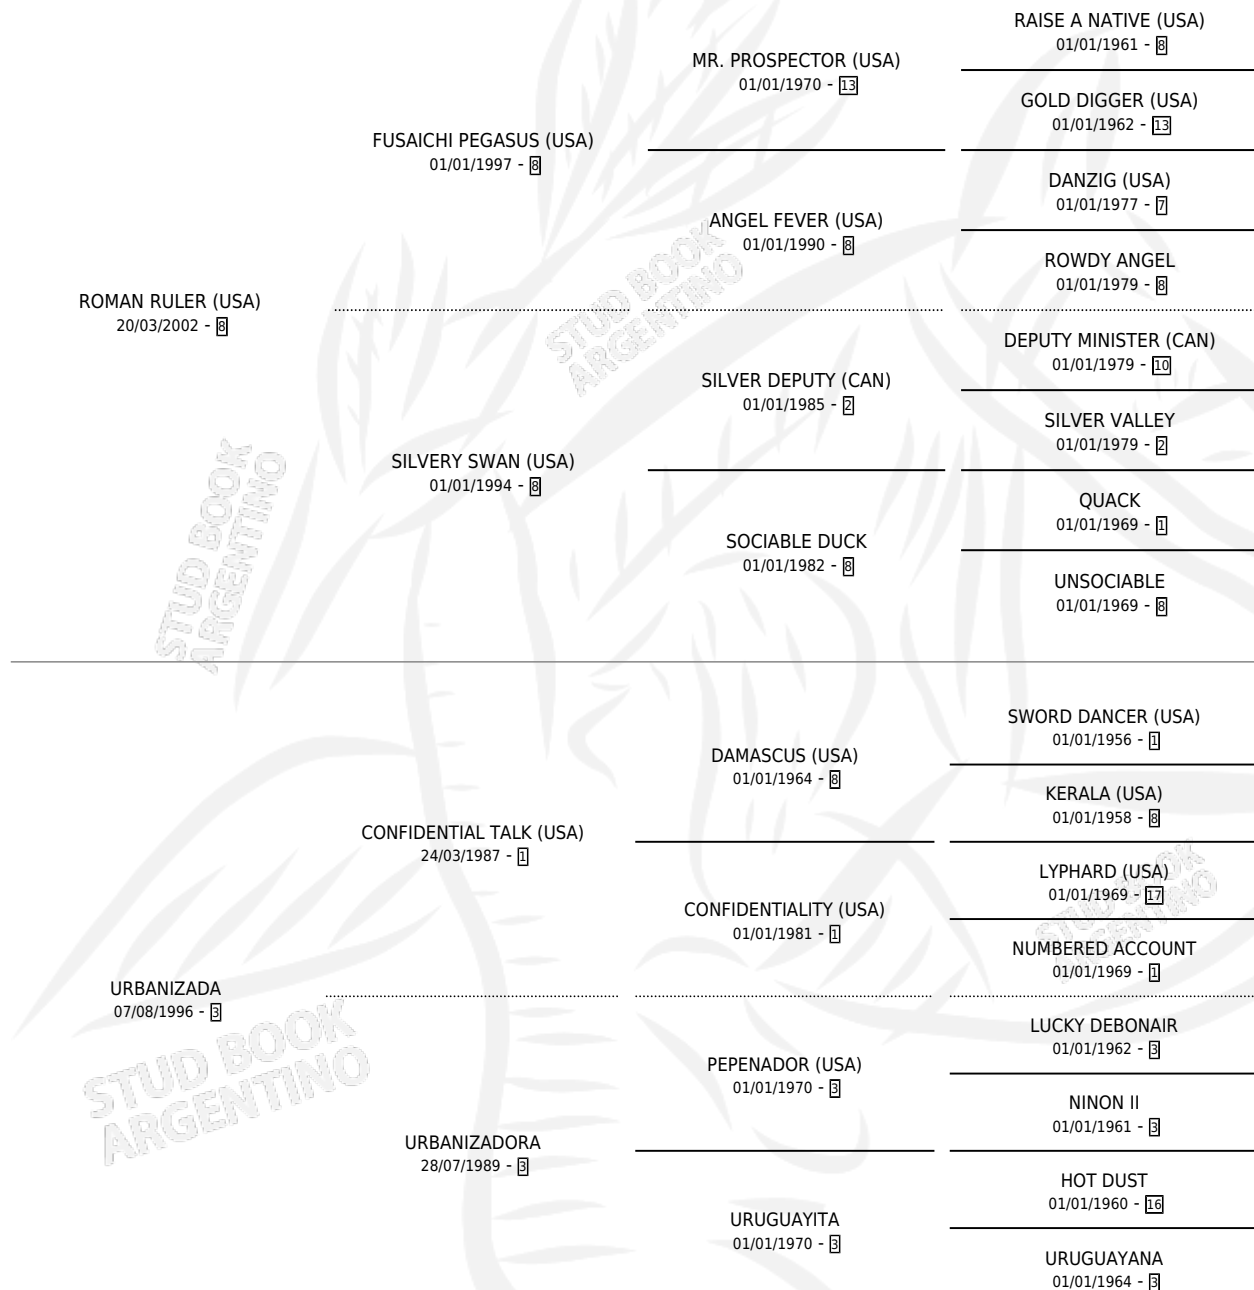 RAISE A NATIVE (USA)
01/01/1961 - 8
MR. PROSPECTOR (USA)
01/01/1970 - 13
GOLD DIGGER (USA)
01/01/1962 - 13
FUSAICHI PEGASUS (USA)
01/01/1997 - 8
DANZIG (USA)
01/01/1977 - 7
ANGEL FEVER (USA)
01/01/1990 - 8
ROWDY ANGEL
01/01/1979 - 8
ROMAN RULER (USA)
20/03/2002 - 8
DEPUTY MINISTER (CAN)
01/01/1979 - 10
SILVER DEPUTY (CAN)
01/01/1985 - 2
SILVER VALLEY
01/01/1979 - 2
SILVERY SWAN (USA)
01/01/1994 - 8
QUACK
01/01/1969 - 1
SOCIABLE DUCK
01/01/1982 - 8
UNSOCIABLE
01/01/1969 - 8
STUD BOOK
ARGENTINO
STUD BOOK
ARGENTINO
SWORD DANCER (USA)
01/01/1956 - 1
DAMASCUS (USA)
01/01/1964 - 8
KERALA (USA)
01/01/1958 - 8
CONFIDENTIAL TALK (USA)
24/03/1987 - 1
LYPHARD (USA)
01/01/1969 - 17
CONFIDENTIALITY (USA)
01/01/1981 - 1
NUMBERED ACCOUNT
01/01/1969 - 1
URBANIZADA
07/08/1996 - 3
LUCKY DEBONAIR
01/01/1962 - 3
PEPENADOR (USA)
01/01/1970 - 3
NINON II
01/01/1961 - 3
URBANIZADORA
28/07/1989 - 3
HOT DUST
01/01/1960 - 16
URUGUAYITA
01/01/1970 - 3
URUGUAYANA
01/01/1964 - 3
STUD BOOK
ARGENTINO
STUD BOOK
ARGENTINO